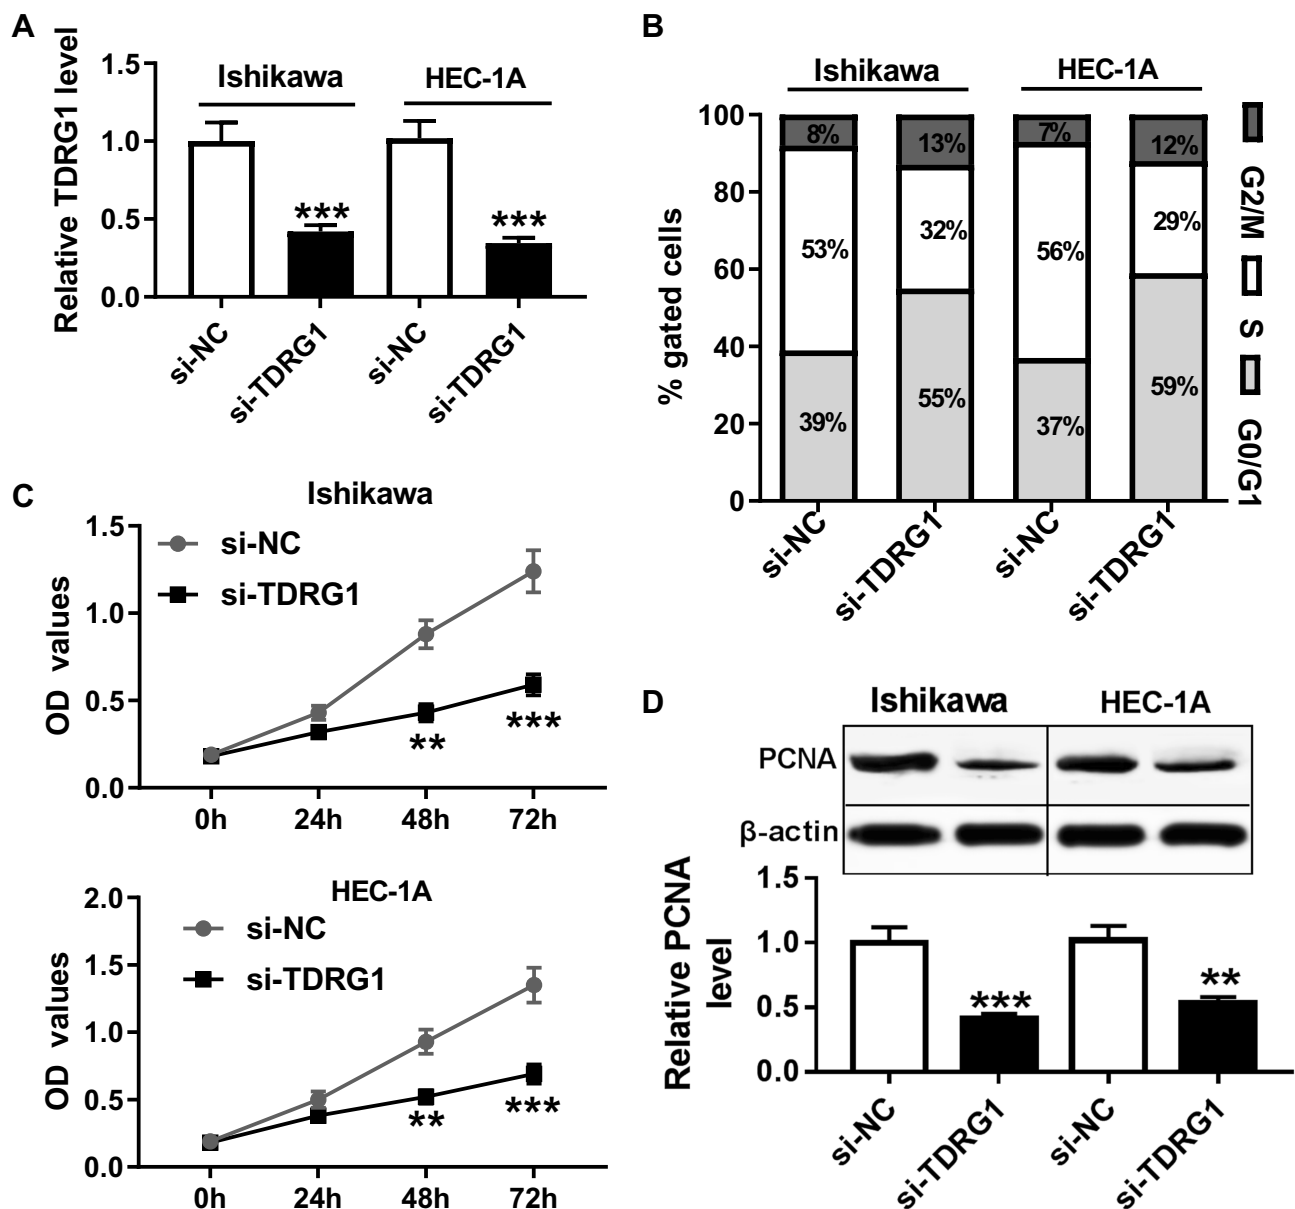 A
Relative TDRG1 level
1.5
1.0
0.5
0.0
Ishikawa
HEC-1A
***
***
si-NC
si-TDRG1
si-NC
si-TDRG1
B
% gated cells
100
80
60
40
20
0
Ishikawa
HEC-1A
8%
13%
7%
12%
53%
32%
56%
29%
39%
55%
37%
59%
si-NC
si-TDRG1
si-NC
si-TDRG1
G2/M
S
G0/G1
C
Ishikawa
OD values
1.5
1.0
0.5
0.0
si-NC
si-TDRG1
**
***
0h
24h
48h
72h
HEC-1A
OD values
2.0
1.5
1.0
0.5
0.0
si-NC
si-TDRG1
**
***
0h
24h
48h
72h
D
Ishikawa
HEC-1A
PCNA
β-actin
Relative PCNA
level
1.5
1.0
0.5
0.0
***
**
si-NC
si-TDRG1
si-NC
si-TDRG1